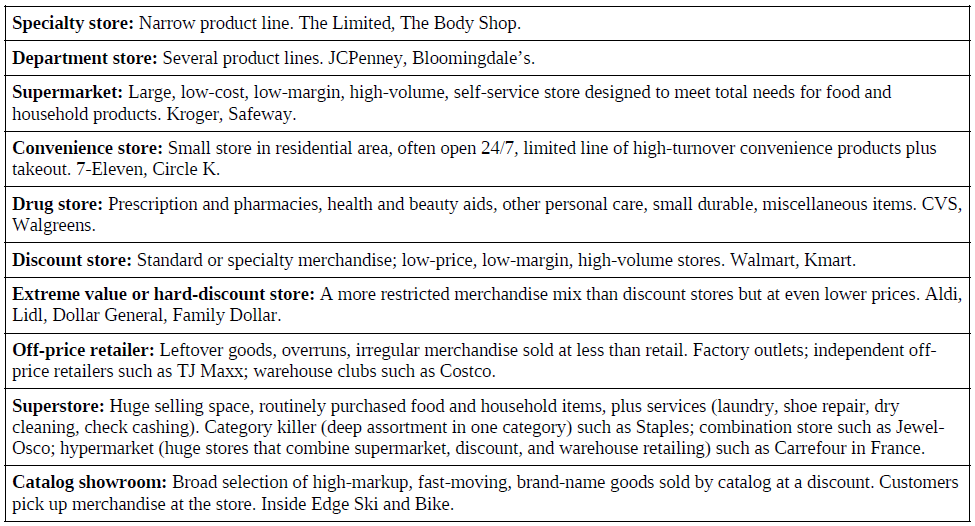 Specialty store: Narrow product line. The Limited, The Body Shop.
Department store: Several product lines. JCPenney, Bloomingdale’s.
Supermarket: Large, low-cost, low-margin, high-volume, self-service store designed to meet total needs for food and
household products. Kroger, Safeway.
Convenience store: Small store in residential area, often open 24/7, limited line of high-turnover convenience products plus
takeout. 7-Eleven, Circle K.
Drug store: Prescription and pharmacies, health and beauty aids, other personal care, small durable, miscellaneous items. CVS,
Walgreens.
Discount store: Standard or specialty merchandise; low-price, low-margin, high-volume stores. Walmart, Kmart.
Extreme value or hard-discount store: A more restricted merchandise mix than discount stores but at even lower prices. Aldi,
Lidl, Dollar General, Family Dollar.
Off-price retailer: Leftover goods, overruns, irregular merchandise sold at less than retail. Factory outlets; independent off-
price retailers such as TJ Maxx; warehouse clubs such as Costco.
Superstore: Huge selling space, routinely purchased food and household items, plus services (laundry, shoe repair, dry
cleaning, check cashing). Category killer (deep assortment in one category) such as Staples; combination store such as Jewel-
Osco; hypermarket (huge stores that combine supermarket, discount, and warehouse retailing) such as Carrefour in France.
Catalog showroom: Broad selection of high-markup, fast-moving, brand-name goods sold by catalog at a discount. Customers
pick up merchandise at the store. Inside Edge Ski and Bike.